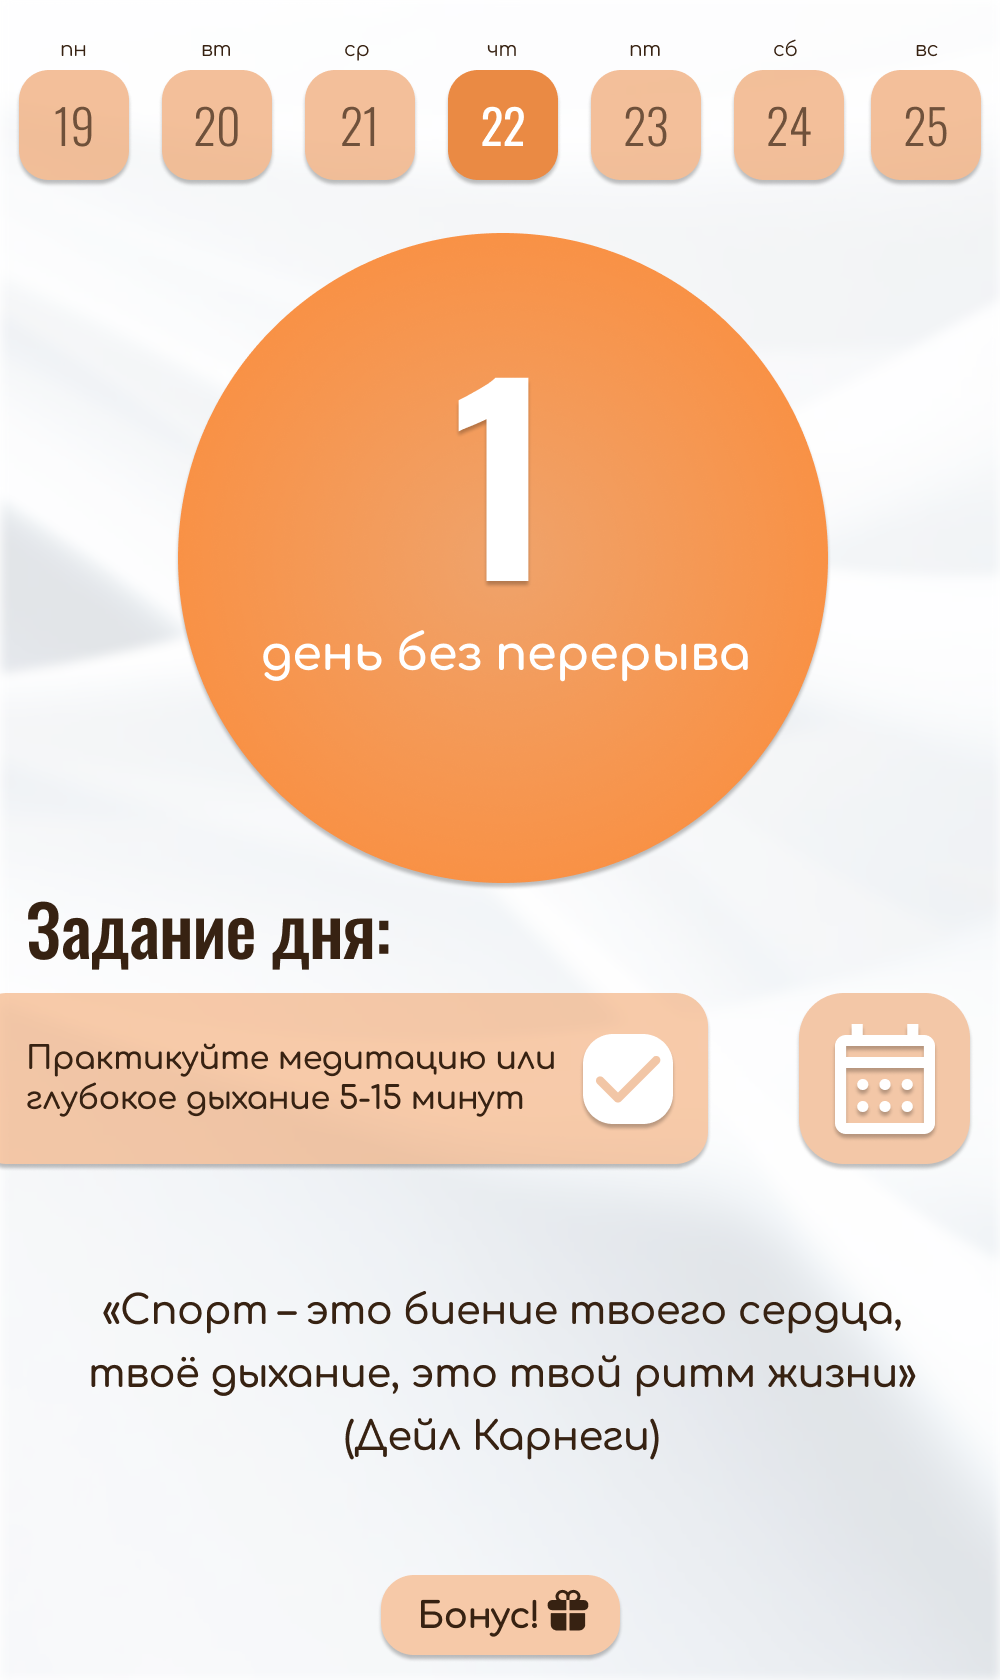 пн вт ср чт пт сб вс
19 20 21 22 23 24 25
1
день без перерыва
Задание дня:
Практикуйте медитацию или
глубокое дыхание 5-15 минут
«Спорт – это биение твоего сердца,
твоё дыхание, это твой ритм жизни»
(Дейл Карнеги)
Бонус!